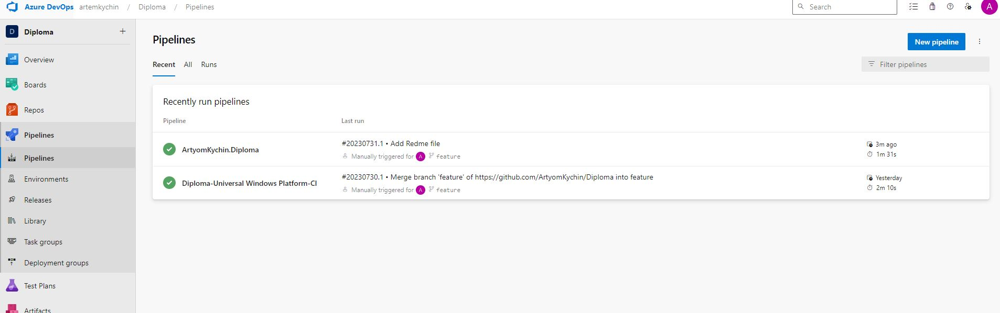 Azure DevOps artemkychin / Diploma / Pipelines
Search
A
D Diploma +
Overview
Boards
Repos
Pipelines
Pipelines
Environments
Releases
Library
Task groups
Deployment groups
Test Plans
Artifacts
Pipelines
New pipeline
Recent All Runs
Filter pipelines
Recently run pipelines
Pipeline Last run
ArtyomKychin.Diploma
#20230731.1 • Add Redme file
Manually triggered for A feature
3m ago
1m 31s
Diploma-Universal Windows Platform-CI
#20230730.1 • Merge branch 'feature' of https://github.com/ArtyomKychin/Diploma into feature
Manually triggered for A feature
Yesterday
2m 10s